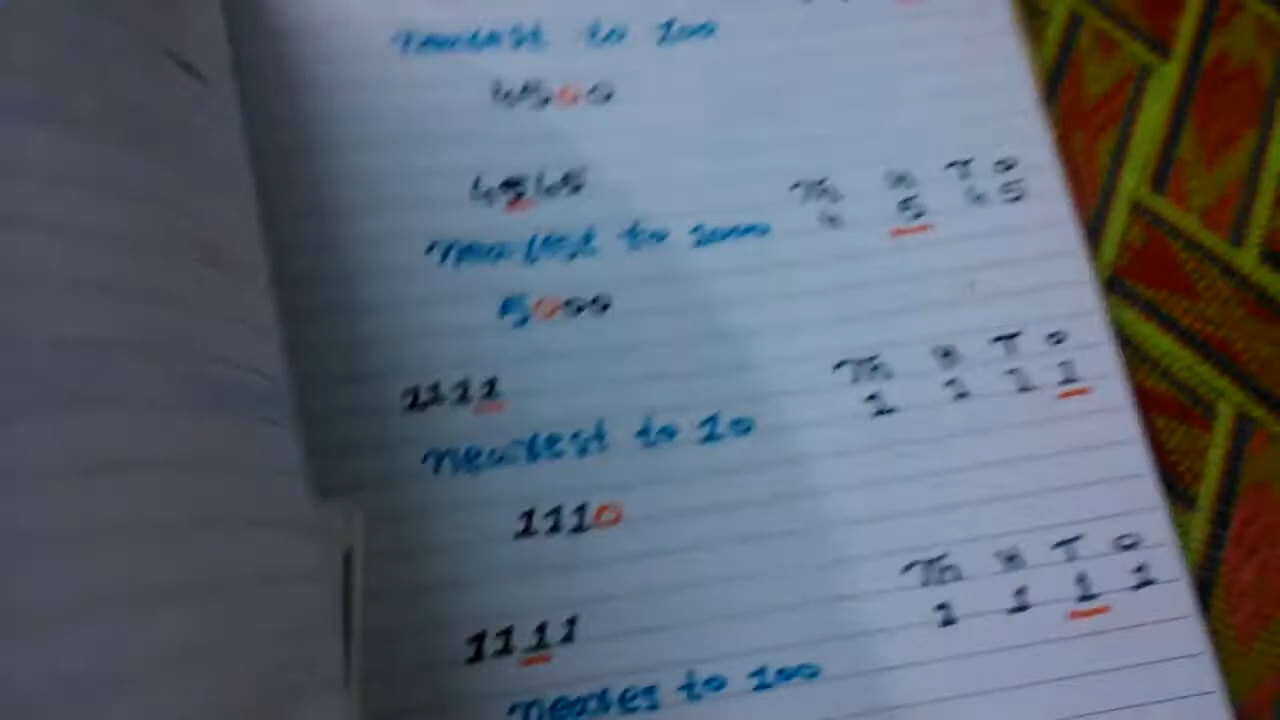 nearest to 100
4500
Th H T O
4545
4 5 4 5
nearest to 1000
5000
Th H T O
1111
1 1 1 1
nearest to 10
1110
Th H T O
1111
1 1 1 1
neares to 100